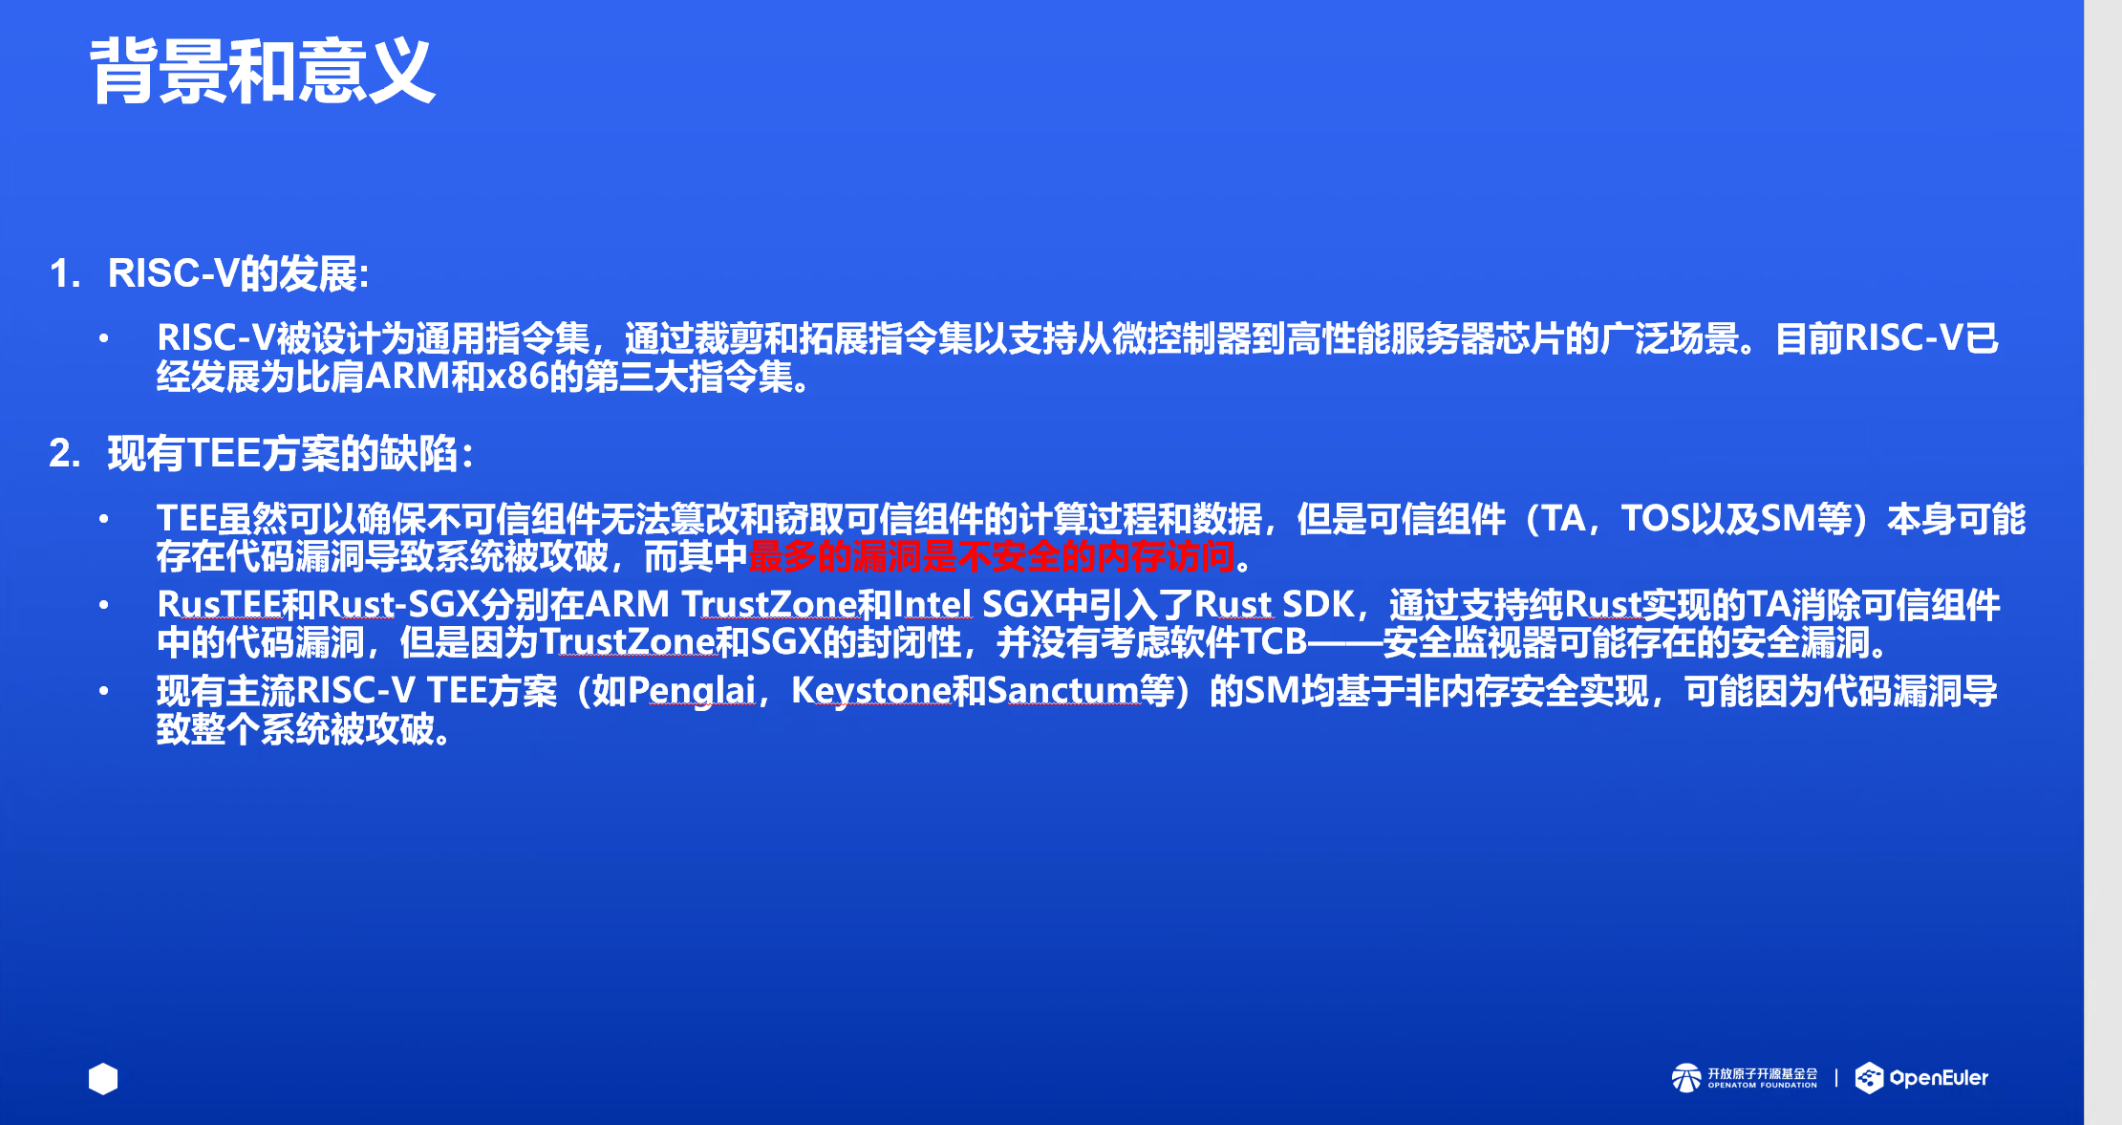 背景和意义
1. RISC-V的发展:
• RISC-V被设计为通用指令集，通过裁剪和拓展指令集以支持从微控制器到高性能服务器芯片的广泛场景。目前RISC-V已
经发展为比肩ARM和x86的第三大指令集。
2. 现有TEE方案的缺陷：
• TEE虽然可以确保不可信组件无法篡改和窃取可信组件的计算过程和数据，但是可信组件（TA，TOS以及SM等）本身可能
存在代码漏洞导致系统被攻破，而其中最多的漏洞是不安全的内存访问。
• RusTEE和Rust-SGX分别在ARM TrustZone和Intel SGX中引入了Rust SDK，通过支持纯Rust实现的TA消除可信组件
中的代码漏洞，但是因为TrustZone和SGX的封闭性，并没有考虑软件TCB——安全监视器可能存在的安全漏洞。
• 现有主流RISC-V TEE方案（如Penglai，Keystone和Sanctum等）的SM均基于非内存安全实现，可能因为代码漏洞导
致整个系统被攻破。
开放原子开源基金会
OPENATOM FOUNDATION
OpenEuler